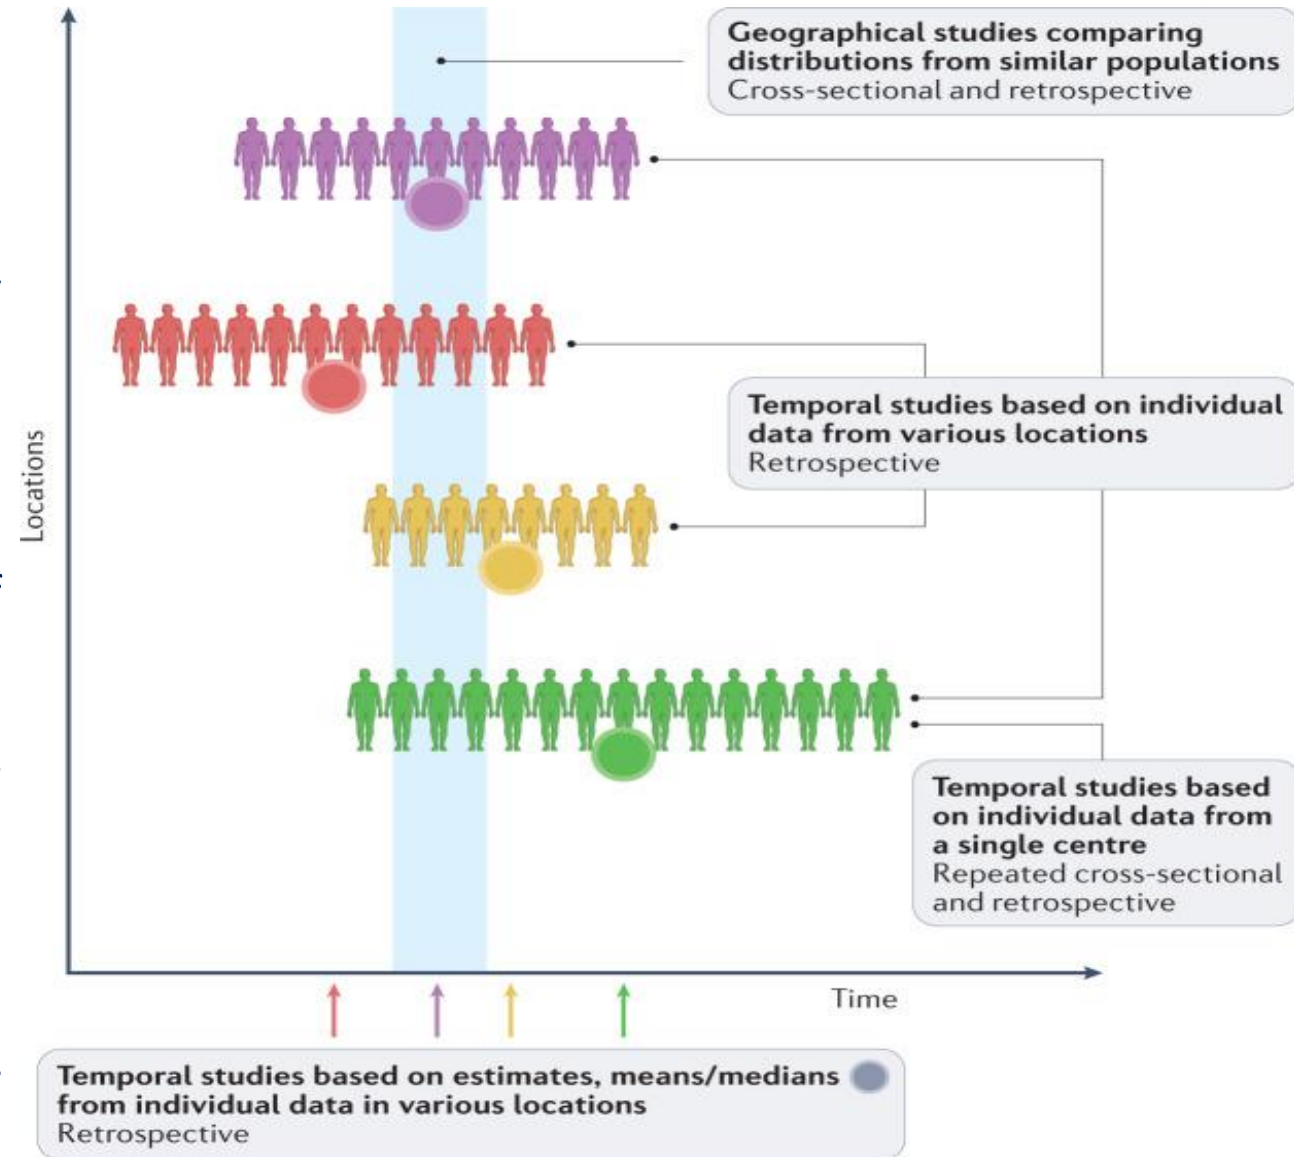 Geographical studies comparing
distributions from similar populations
Cross-sectional and retrospective
Temporal studies based on individual
data from various locations
Retrospective
Locations
Temporal studies based
on individual data from
a single centre
Repeated cross-sectional
and retrospective
Time
Temporal studies based on estimates, means/medians
from individual data in various locations
Retrospective